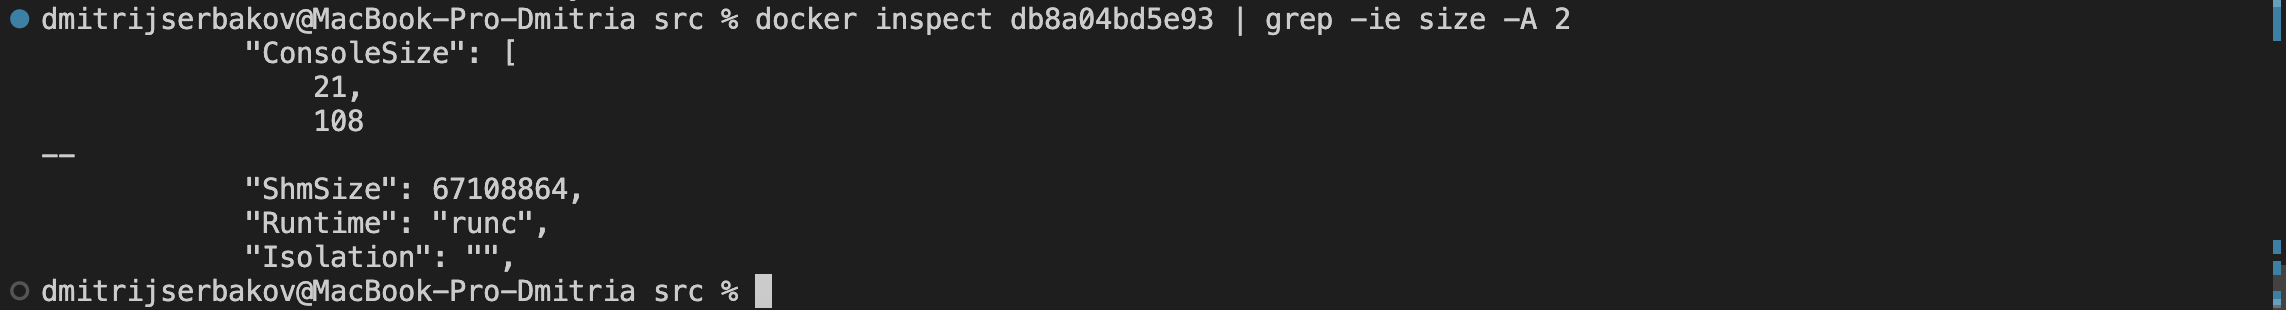 dmitrijserbakov@MacBook-Pro-Dmitria src % docker inspect db8a04bd5e93 | grep -ie size -A 2
"ConsoleSize": [
21,
108
--
"ShmSize": 67108864,
"Runtime": "runc",
"Isolation": "",
dmitrijserbakov@MacBook-Pro-Dmitria src %